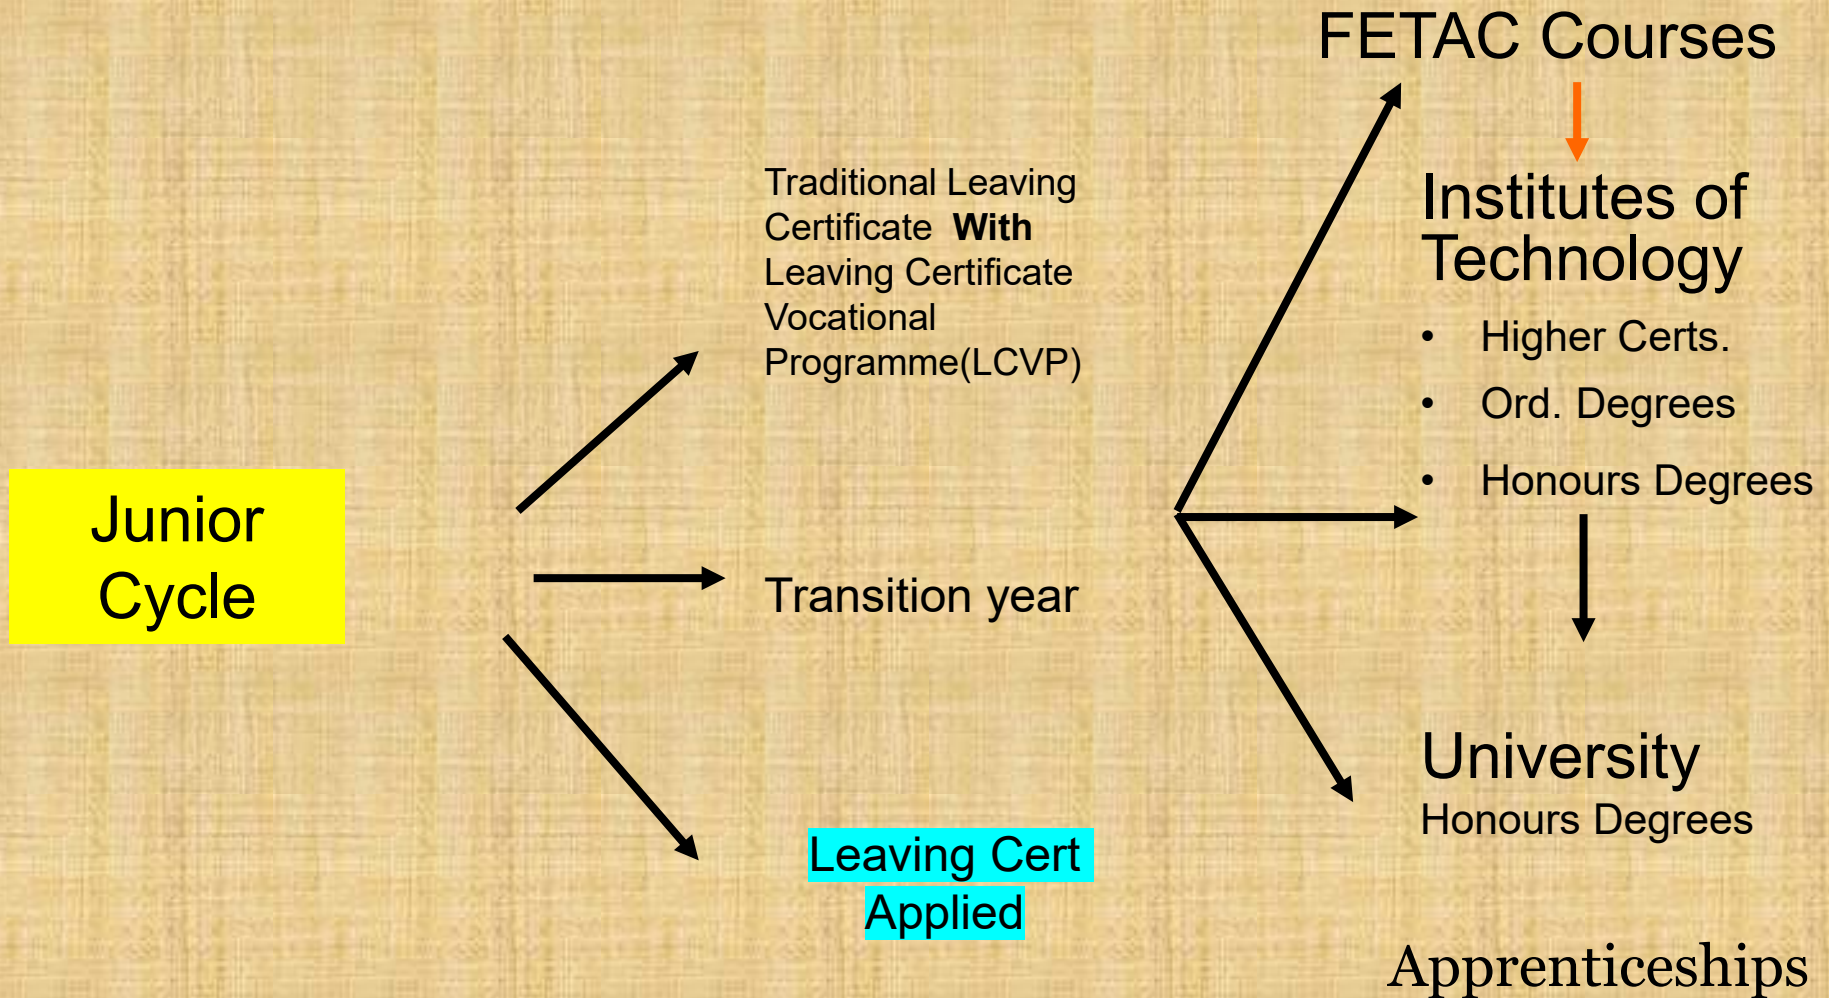 Junior
Cycle
Traditional Leaving
Certificate With
Leaving Certificate
Vocational
Programme(LCVP)
Transition year
Leaving Cert
Applied
FETAC Courses
Institutes of
Technology
• Higher Certs.
• Ord. Degrees
• Honours Degrees
University
Honours Degrees
Apprenticeships